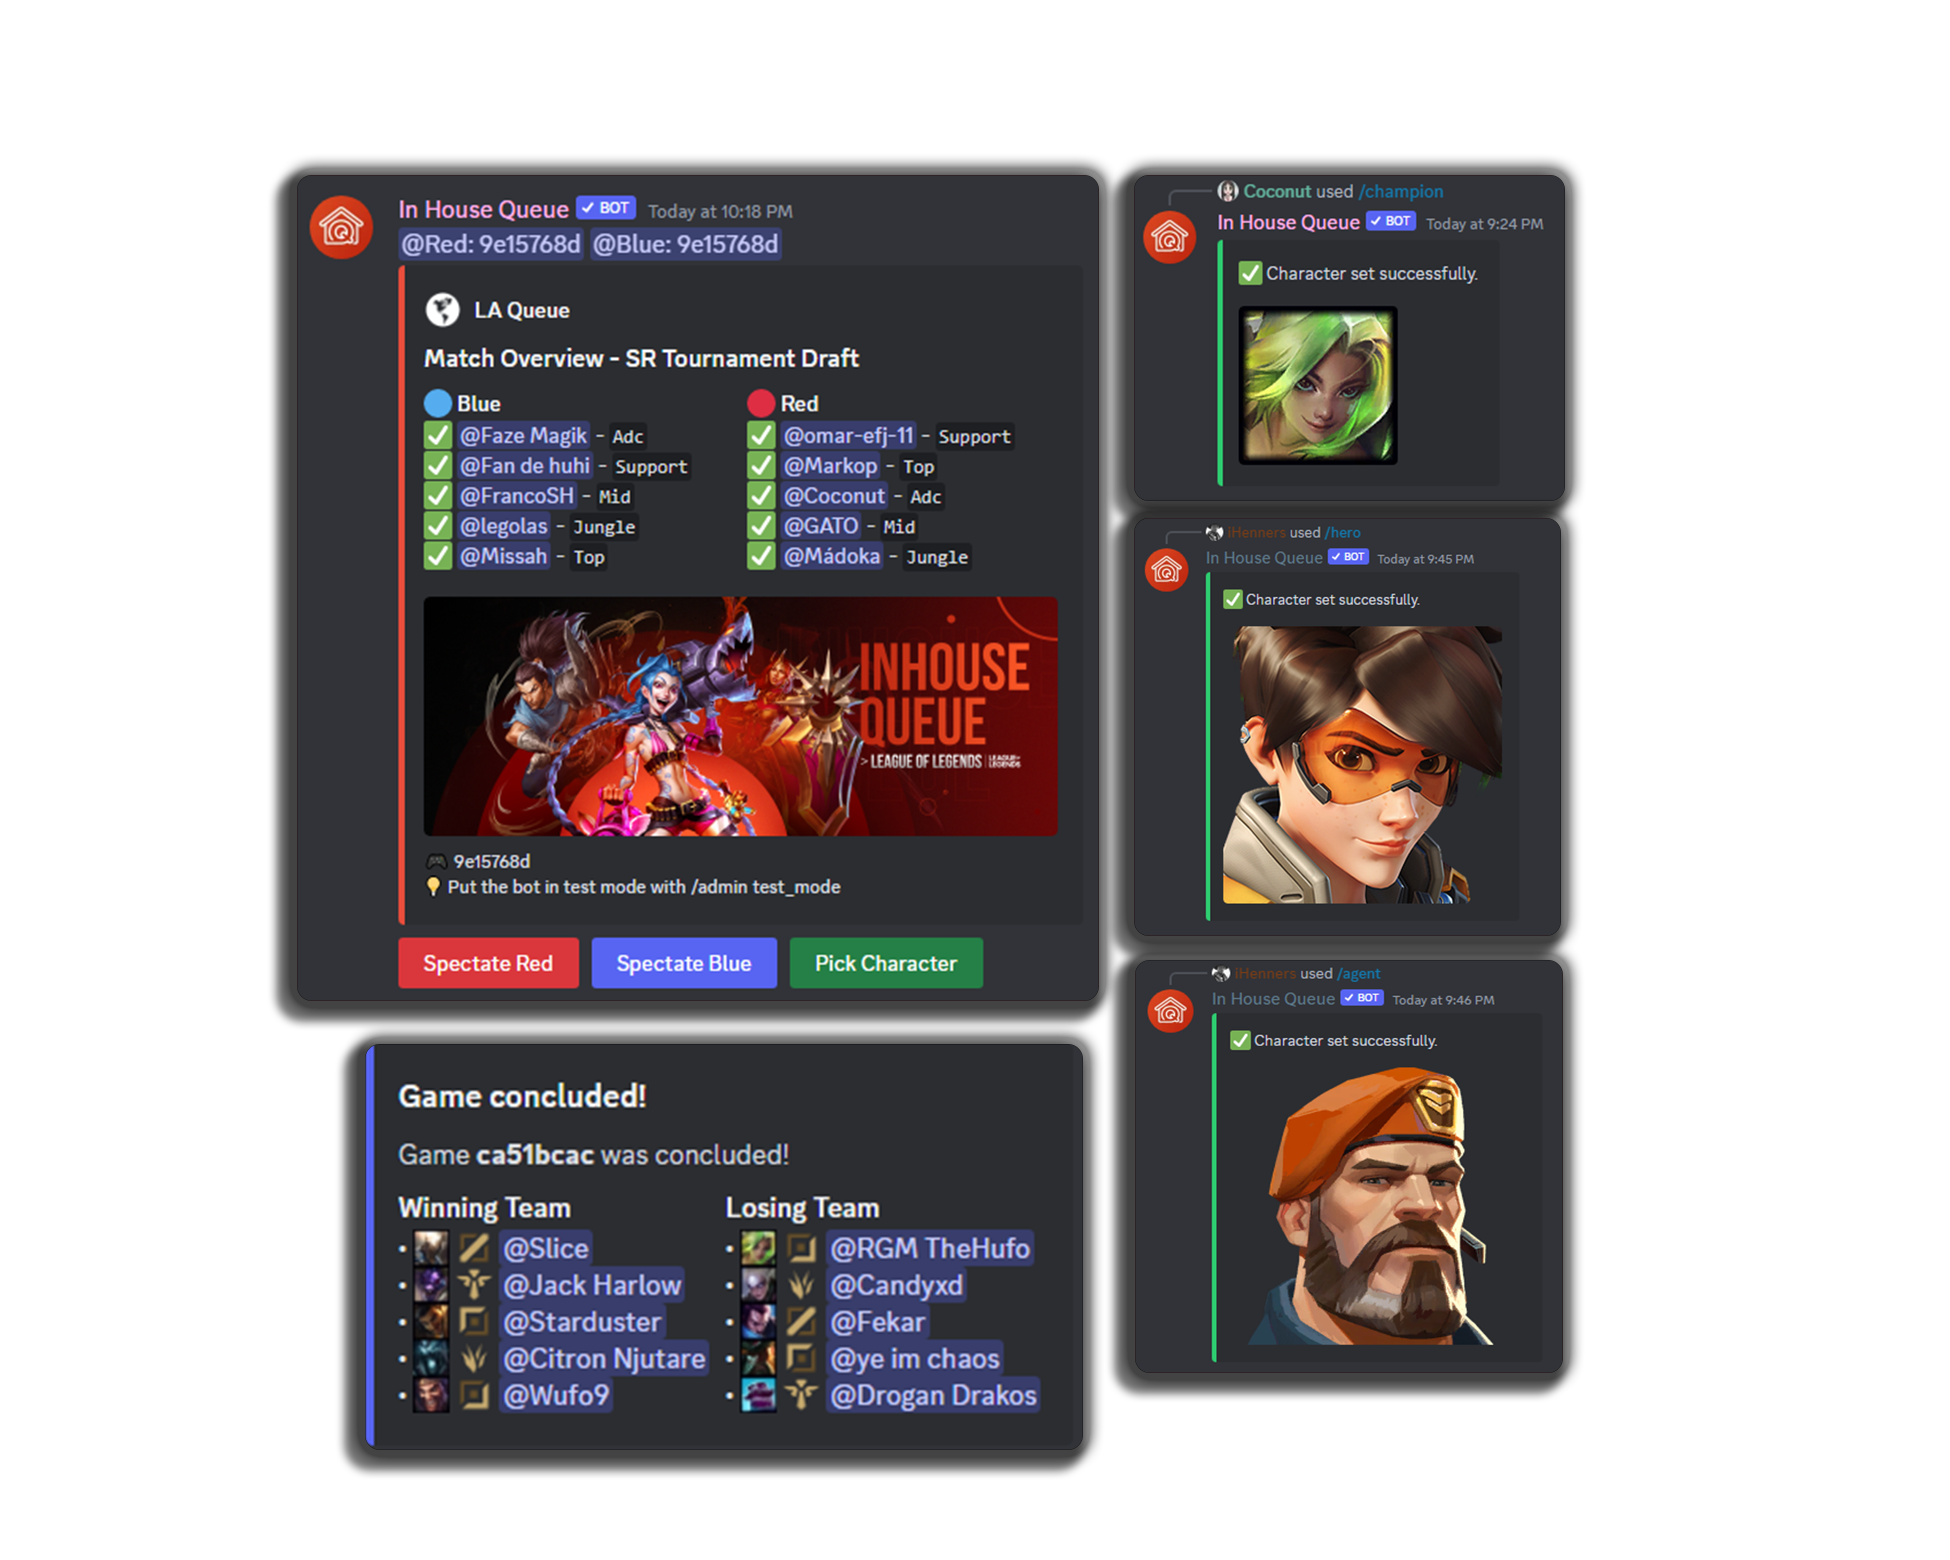 In House Queue ✓ BOT Today at 10:18 PM
@Red: 9e15768d @Blue: 9e15768d
LA Queue
Match Overview - SR Tournament Draft
Blue
@Faze Magik - Adc
@Fan de huhi - Support
@FrancoSH - Mid
@legolas - Jungle
@Missah - Top
Red
@omar-efj-11 - Support
@Markop - Top
@Coconut - Adc
@GATO - Mid
@Mádoka - Jungle
INHOUSE
QUEUE
> LEAGUE OF LEGENDS | LEAGUE OF LEGENDS
9e15768d
Put the bot in test mode with /admin test_mode
Spectate Red
Spectate Blue
Pick Character
Game concluded!
Game ca51bcac was concluded!
Winning Team
@Slice
@Jack Harlow
@Starduster
@Citron Njutare
@Wufo9
Losing Team
@RGM TheHufo
@Candyxd
@Fekar
@ye im chaos
@Drogan Drakos
Coconut used /champion
In House Queue ✓ BOT Today at 9:24 PM
Character set successfully.
iHenners used /hero
In House Queue ✓ BOT Today at 9:45 PM
Character set successfully.
iHenners used /agent
In House Queue ✓ BOT Today at 9:46 PM
Character set successfully.